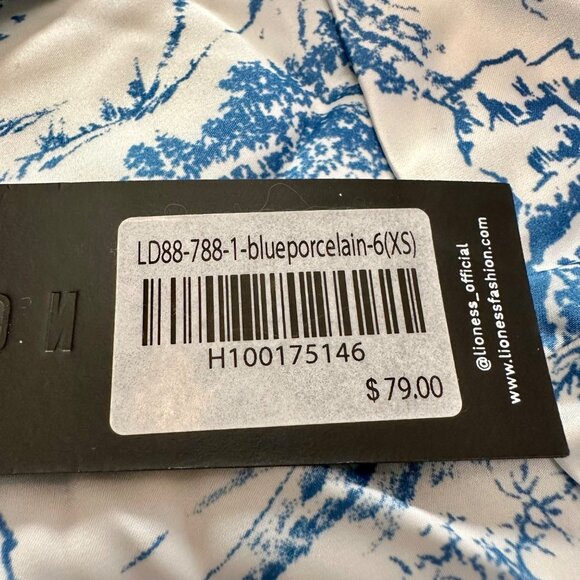 LD88-788-1-blueporcelain-6(XS)
H100175146
$79.00
@lioness_official
www.lionessfashion.com